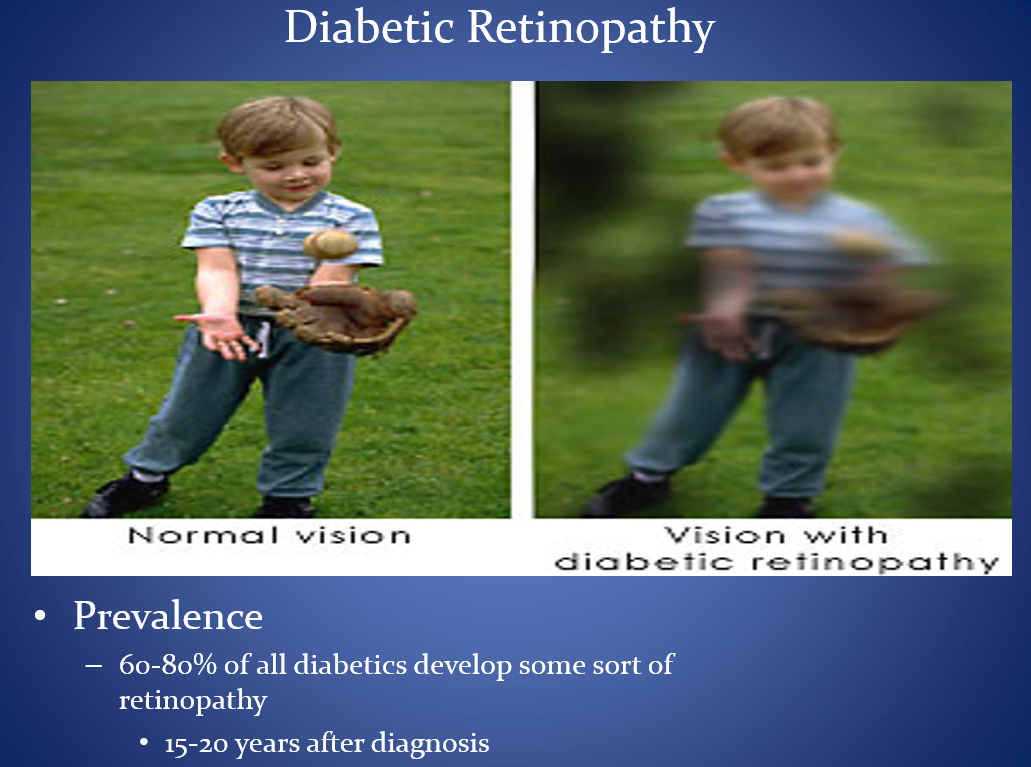 Diabetic Retinopathy
Normal vision
Vision with
diabetic retinopathy
• Prevalence
– 60-80% of all diabetics develop some sort of
retinopathy
• 15-20 years after diagnosis